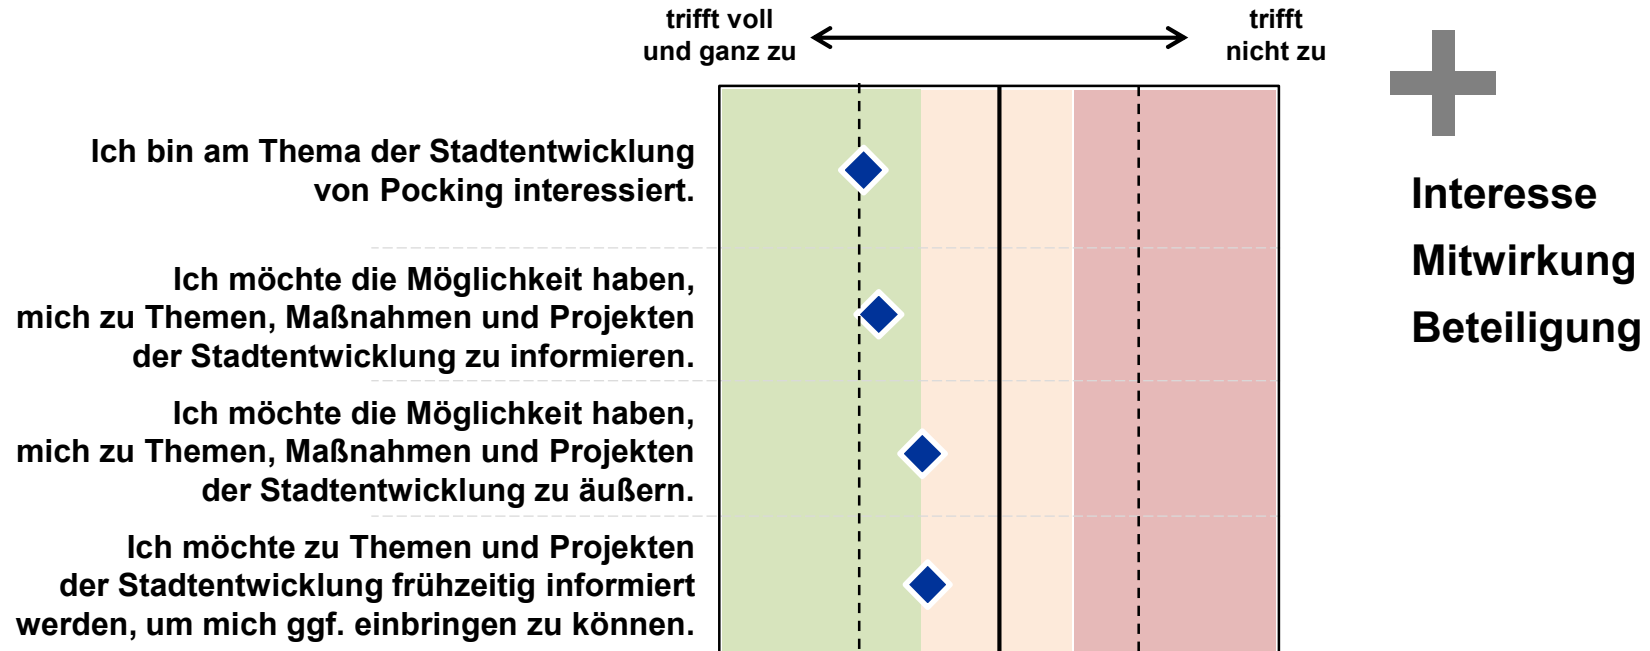 trifft voll
und ganz zu
trifft
nicht zu
Ich bin am Thema der Stadtentwicklung
von Pocking interessiert.
Ich möchte die Möglichkeit haben,
mich zu Themen, Maßnahmen und Projekten
der Stadtentwicklung zu informieren.
Ich möchte die Möglichkeit haben,
mich zu Themen, Maßnahmen und Projekten
der Stadtentwicklung zu äußern.
Ich möchte zu Themen und Projekten
der Stadtentwicklung frühzeitig informiert
werden, um mich ggf. einbringen zu können.
Interesse
Mitwirkung
Beteiligung